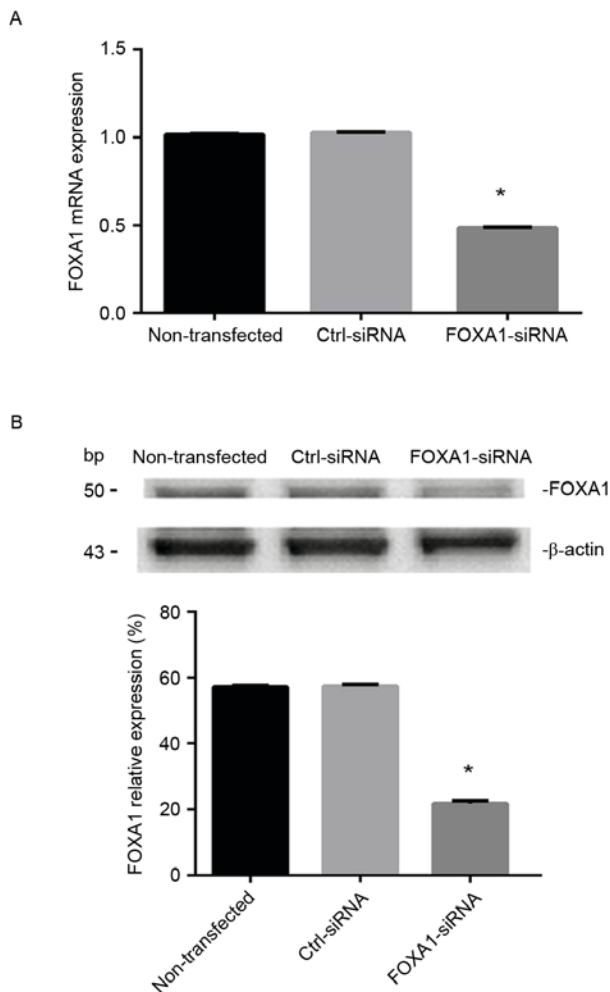 A
FOXA1 mRNA expression
1.5
1.0
0.5
0.0
*
Non-transfected Ctrl-siRNA FOXA1-siRNA
B
bp Non-transfected Ctrl-siRNA FOXA1-siRNA
50 - -FOXA1
43 - -β-actin
FOXA1 relative expression (%)
80
60
40
20
0
*
Non-transfected
Ctrl-siRNA
FOXA1-siRNA